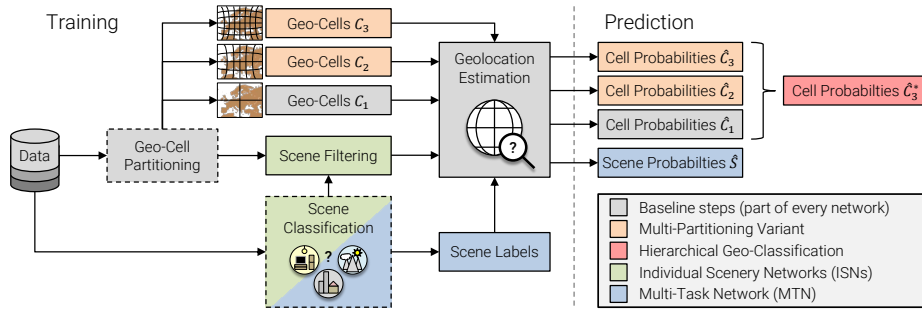 Training
Prediction
Geo-Cells C₃
Geo-Cells C₂
Geo-Cells C₁
Geolocation
Estimation
?
Cell Probabilities Ĉ₃
Cell Probabilities Ĉ₂
Cell Probabilities Ĉ₁
Cell Probabilties Ĉ₃*
Scene Probabilties Ŝ
Data
Geo-Cell
Partitioning
Scene Filtering
Scene
Classification
?
Scene Labels
Baseline steps (part of every network)
Multi-Partitioning Variant
Hierarchical Geo-Classification
Individual Scenery Networks (ISNs)
Multi-Task Network (MTN)